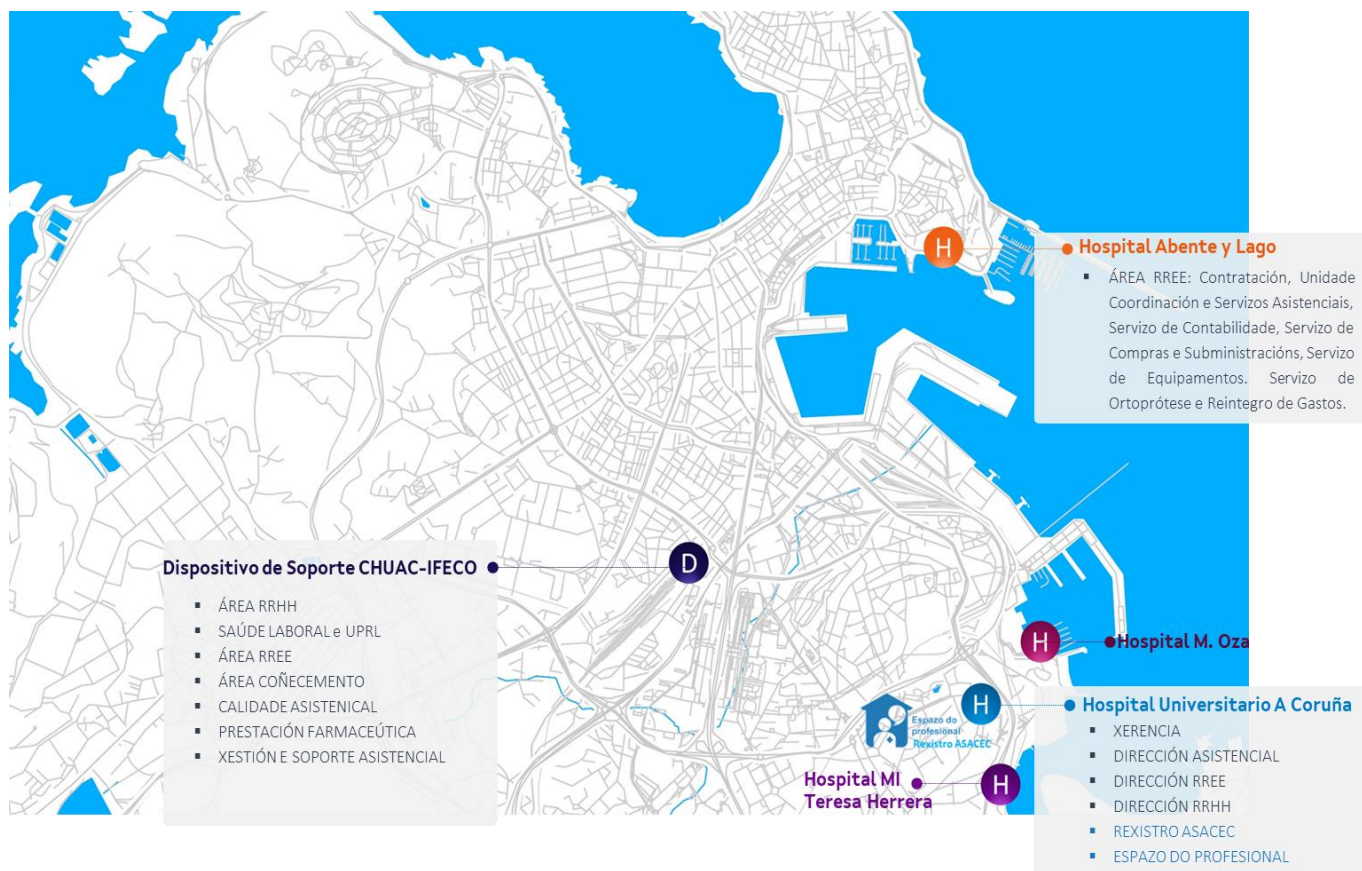 H
Hospital Abente y Lago
▪ ÁREA RREE: Contratación, Unidade
Coordinación e Servizos Asistenciais,
Servizo de Contabilidade, Servizo de
Compras e Subministracións, Servizo
de Equipamentos. Servizo de
Ortoprótese e Reintegro de Gastos.
Dispositivo de Soporte CHUAC-IFECO
D
▪ ÁREA RRHH
▪ SAÚDE LABORAL e UPRL
▪ ÁREA RREE
▪ ÁREA COÑECEMENTO
▪ CALIDADE ASISTENICAL
▪ PRESTACIÓN FARMACEÚTICA
▪ XESTIÓN E SOPORTE ASISTENCIAL
H
Hospital M. Oza
Espazo do
profesional
Rexistro ASACEC
H
Hospital Universitario A Coruña
▪ XERENCIA
▪ DIRECCIÓN ASISTENCIAL
▪ DIRECCIÓN RREE
▪ DIRECCIÓN RRHH
▪ REXISTRO ASACEC
▪ ESPAZO DO PROFESIONAL
Hospital MI
Teresa Herrera
H